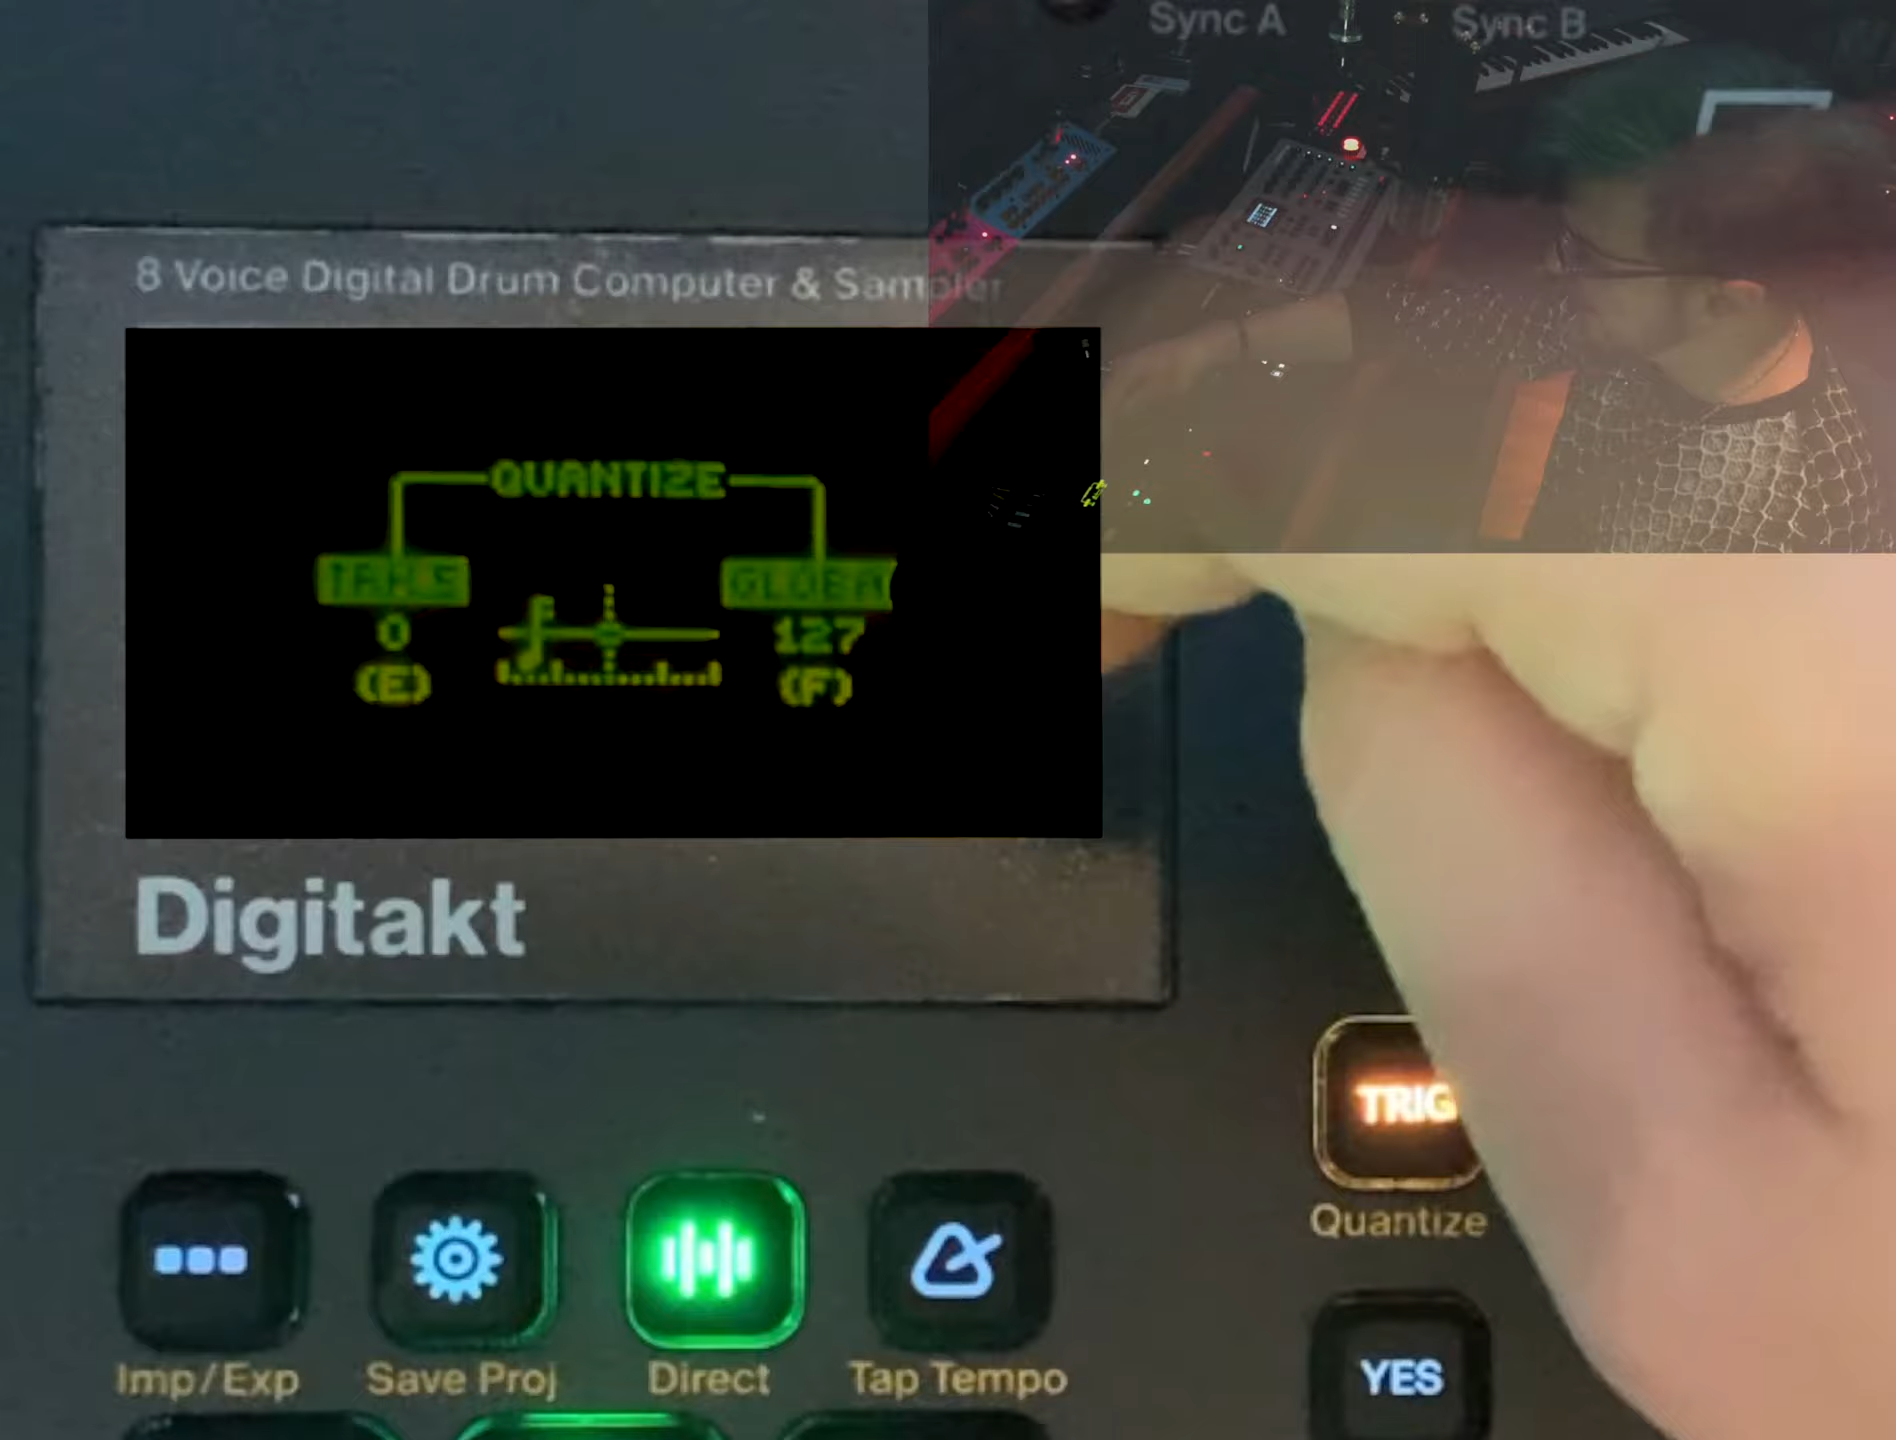 Sync A Sync B
8 Voice Digital Drum Computer & Sampler
QUANTIZE
GLOBA
0 127
(E) (F)
Digitakt
TRIG
Quantize
Imp/Exp Save Proj Direct Tap Tempo
YES